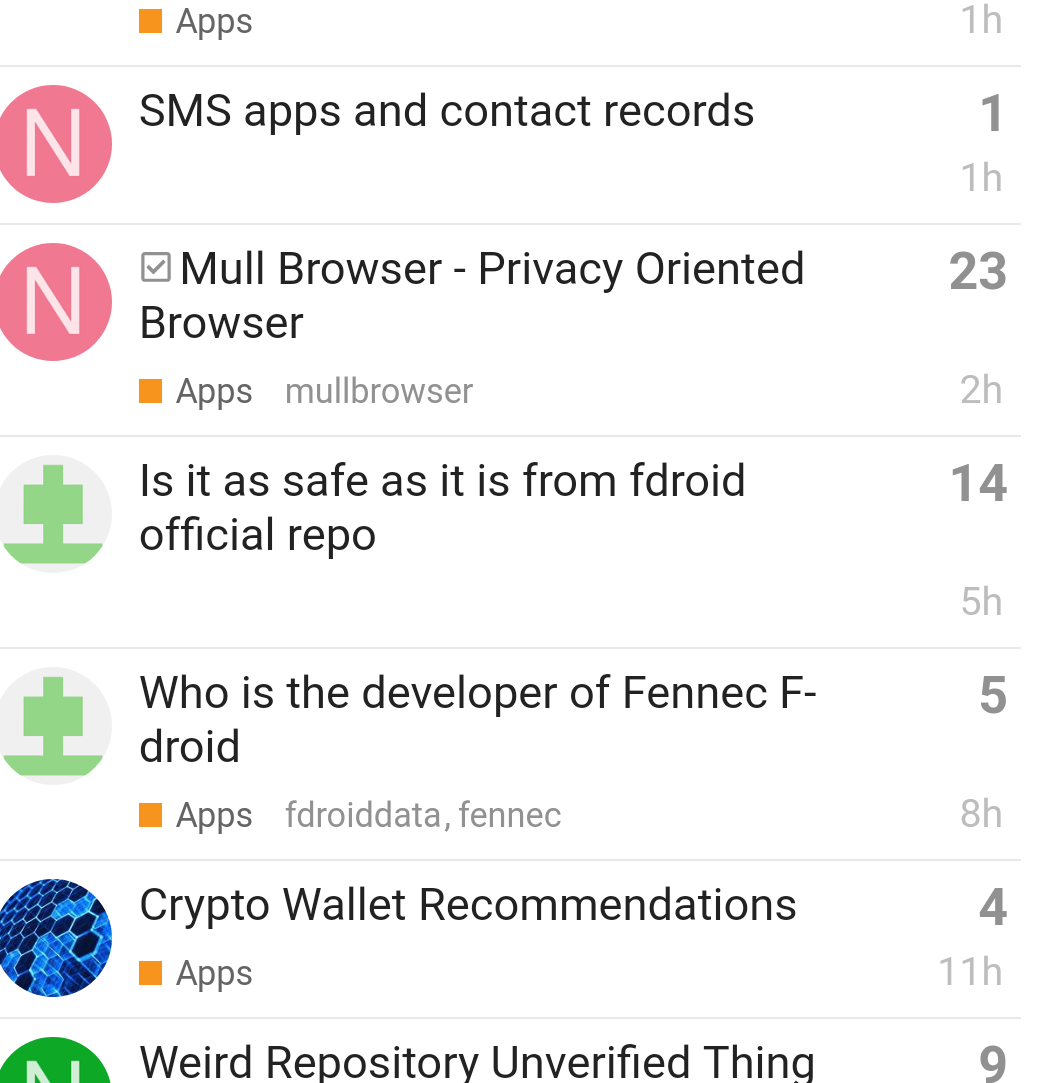 Apps 1h
SMS apps and contact records 1
1h
N
Mull Browser - Privacy Oriented 23
Browser
N
Apps mullbrowser 2h
Is it as safe as it is from fdroid 14
official repo
5h
Who is the developer of Fennec F- 5
droid
Apps fdroiddata, fennec 8h
Crypto Wallet Recommendations 4
Apps 11h
Weird Repository Unverified Thing 9
N